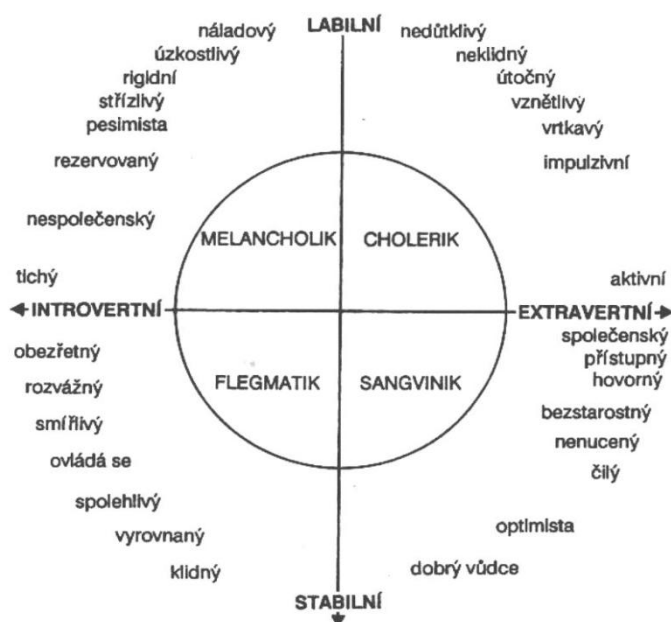 LABILNÍ
náladový
úzkostlivý
rigidní
střízlivý
pesimista
rezervovaný
nespolečenský
tichý
nedůtklivý
neklidný
útočný
vznětlivý
vrtkavý
impulzivní
aktivní
MELANCHOLIK
CHOLERIK
INTROVERTNÍ
EXTRAVERTNÍ
FLEGMATIK
SANGVINIK
obezřetný
rozvážný
smířlivý
ovládá se
spolehlivý
vyrovnaný
klidný
společenský
přístupný
hovorný
bezstarostný
nenucený
čilý
optimista
dobrý vůdce
STABILNÍ